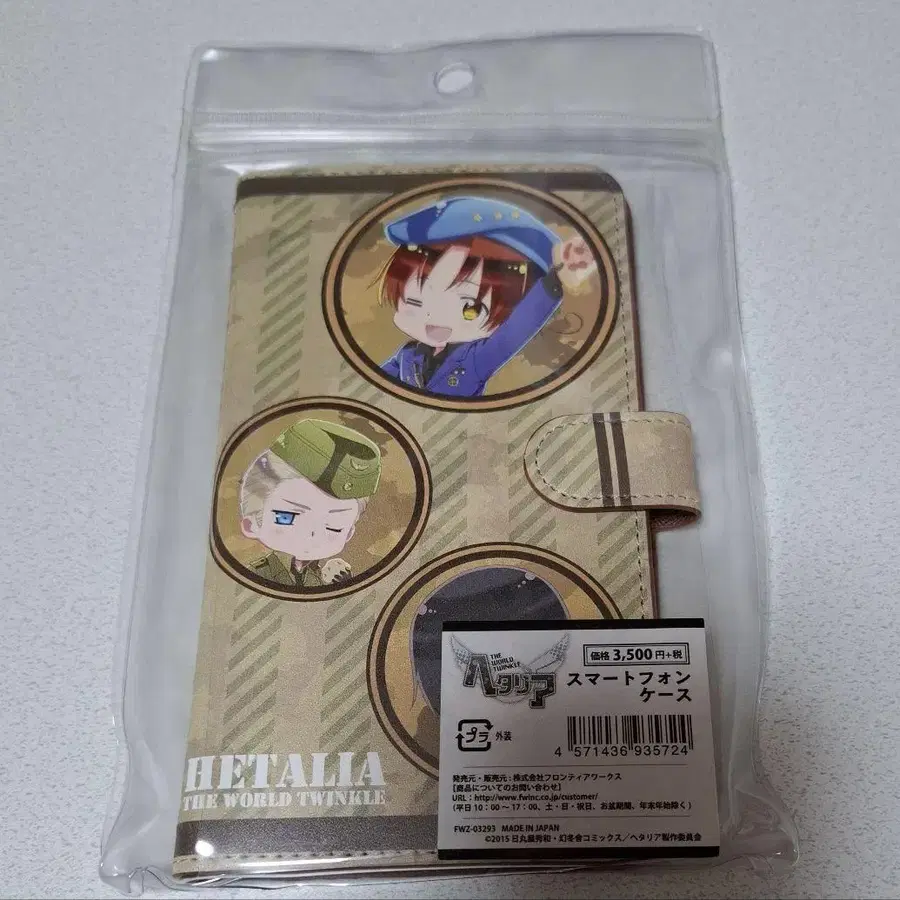 HETALIA
THE WORLD TWINKLE
THE
WORLD
TWINKLE
ヘタリア
価格 3,500円+税
スマートフォン
ケース
プラ 外装
4 571436 935724
発売元・販売元：株式会社フロンティアワークス
【商品についてのお問い合わせ】
URL：http://www.fwinc.co.jp/customer/
(平日10：00～17：00、土・日・祝日、お盆期間、年末年始除く)
FWZ-03293 MADE IN JAPAN
©2015 日丸屋秀和・幻冬舎コミックス／ヘタリア製作委員会